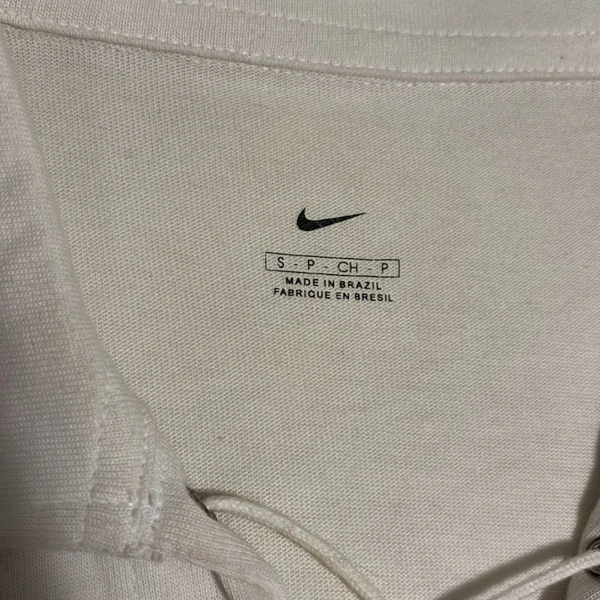 S - P - CH - P
MADE IN BRAZIL
FABRIQUE EN BRESIL